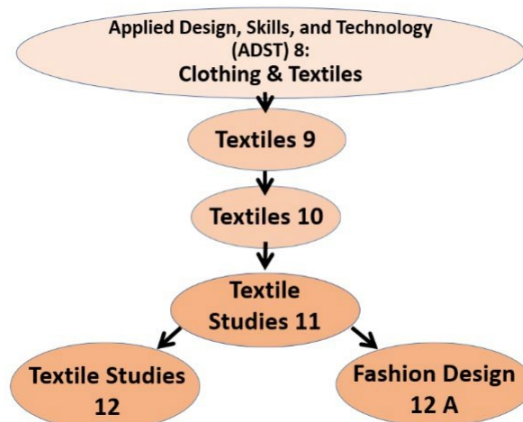 Applied Design, Skills, and Technology
(ADST) 8:
Clothing & Textiles
Textiles 9
Textiles 10
Textile
Studies 11
Textile Studies
12
Fashion Design
12 A